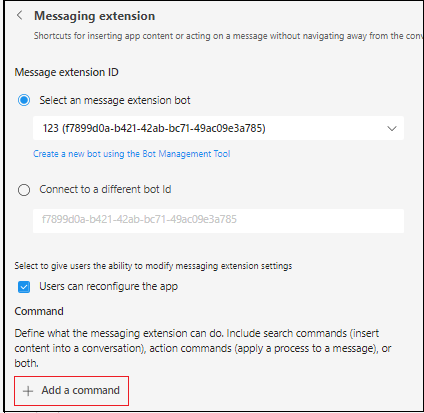 Messaging extension
Shortcuts for inserting app content or acting on a message without navigating away from the conv
Message extension ID
Select an message extension bot
123 (f7899d0a-b421-42ab-bc71-49ac09e3a785)
Create a new bot using the Bot Management Tool
Connect to a different bot Id
f7899d0a-b421-42ab-bc71-49ac09e3a785
Select to give users the ability to modify messaging extension settings
Users can reconfigure the app
Command
Define what the messaging extension can do. Include search commands (insert
content into a conversation), action commands (apply a process to a message), or
both.
Add a command